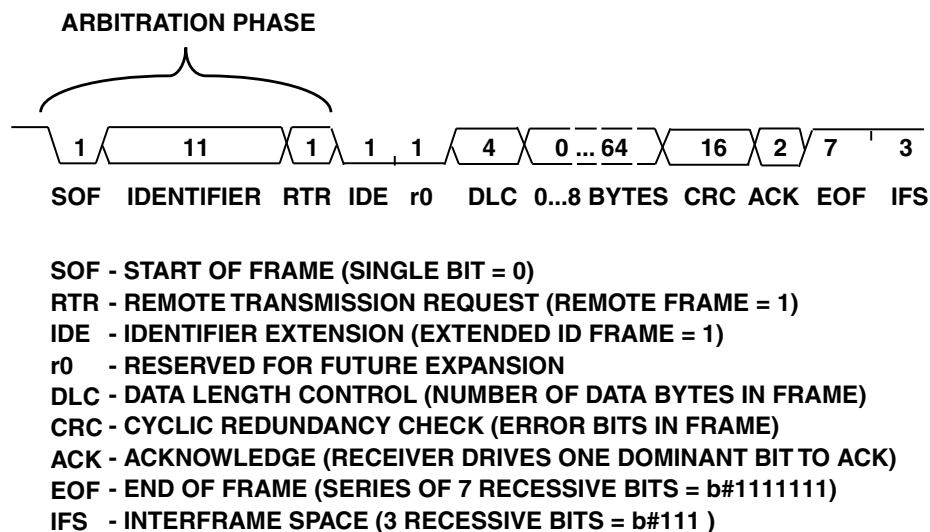 ARBITRATION PHASE
1 11 1 1 1 4 0 ... 64 16 2 7 3
SOF IDENTIFIER RTR IDE r0 DLC 0...8 BYTES CRC ACK EOF IFS
SOF - START OF FRAME (SINGLE BIT = 0)
RTR - REMOTE TRANSMISSION REQUEST (REMOTE FRAME = 1)
IDE - IDENTIFIER EXTENSION (EXTENDED ID FRAME = 1)
r0 - RESERVED FOR FUTURE EXPANSION
DLC - DATA LENGTH CONTROL (NUMBER OF DATA BYTES IN FRAME)
CRC - CYCLIC REDUNDANCY CHECK (ERROR BITS IN FRAME)
ACK - ACKNOWLEDGE (RECEIVER DRIVES ONE DOMINANT BIT TO ACK)
EOF - END OF FRAME (SERIES OF 7 RECESSIVE BITS = b#1111111)
IFS - INTERFRAME SPACE (3 RECESSIVE BITS = b#111 )